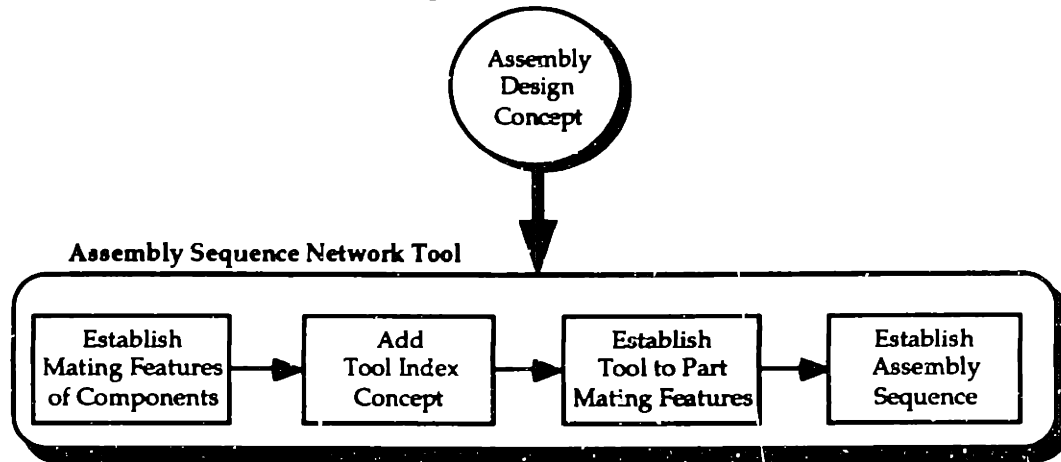 Assembly
Design
Concept
Assembly Sequence Network Tool
Establish
Mating Features
of Components
Add
Tool Index
Concept
Establish
Tool to Part
Mating Features
Establish
Assembly
Sequence